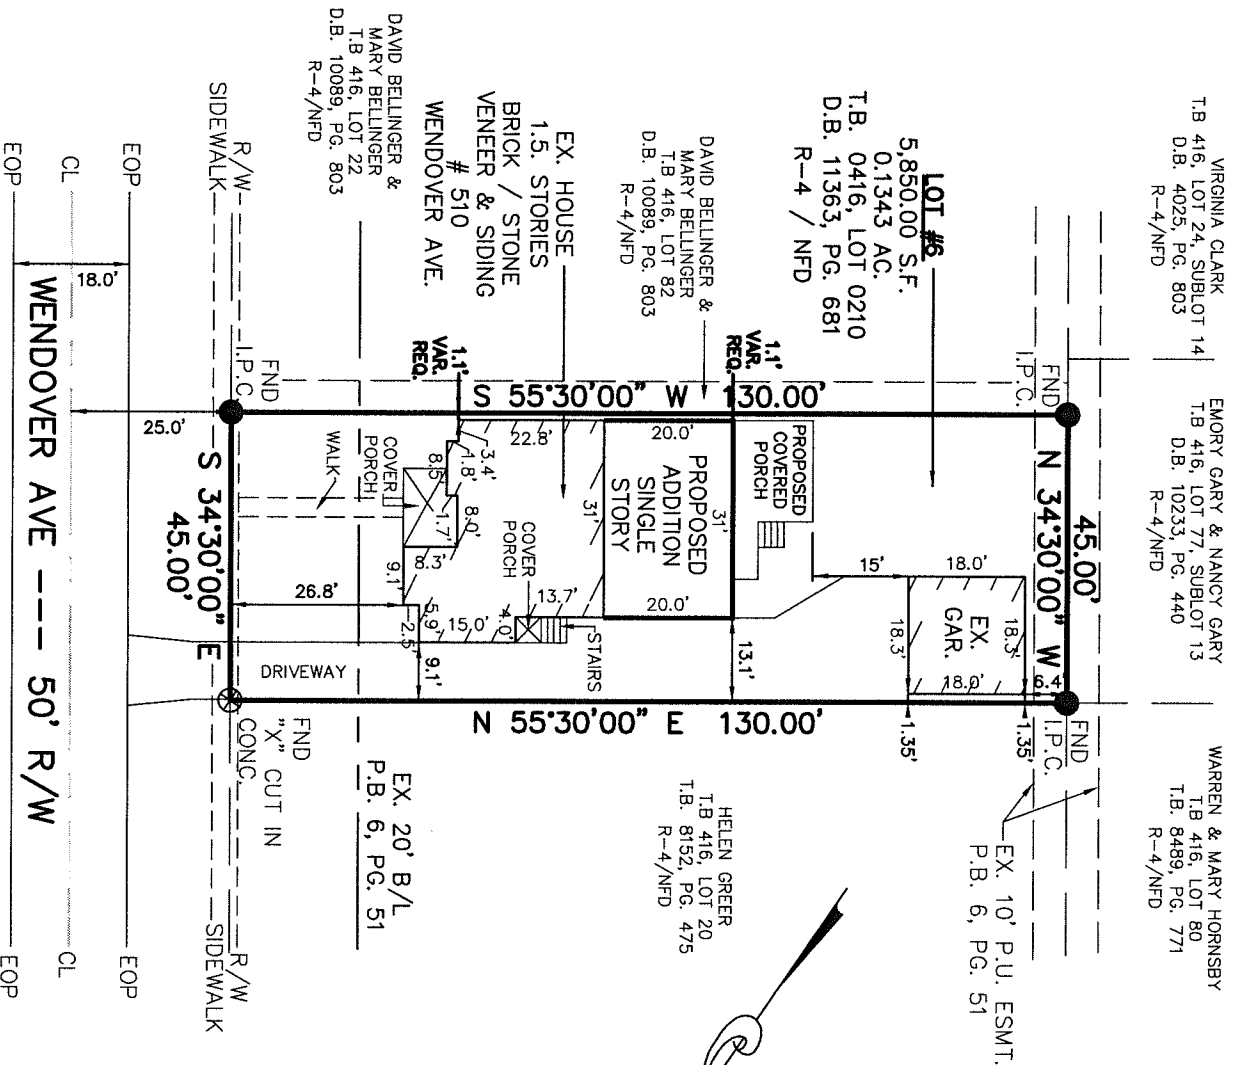 VIRGINIA CLARK
T.B 416, LOT 24, SUBLOT 14
D.B. 4025, PG. 803
R-4/NFD
EMORY GARY & NANCY GARY
T.B 416, LOT 77, SUBLOT 13
D.B. 10233, PG. 440
R-4/NFD
WARREN & MARY HORNSBY
T.B 416, LOT 80
T.B. 8489, PG. 771
R-4/NFD
LOT #6
5,850.00 S.F.
0.1343 AC.
T.B. 0416, LOT 0210
D.B. 11363, PG. 681
R-4 / NFD
FND
I.P.C.
45.00'
N 34°30'00" W
FND
I.P.C.
EX. 10' P.U. ESMT.
P.B. 6, PG. 51
6.4'
1.35'
1.35'
18.0'
18.3'
EX.
GAR.
18.3'
18.0'
15'
DAVID BELLINGER &
MARY BELLINGER
T.B 416, LOT 82
D.B. 10089, PG. 803
R-4/NFD
1.1'
VAR.
REQ.
PROPOSED
COVERED
PORCH
31'
PROPOSED
ADDITION
SINGLE
STORY
20.0'
20.0'
13.1'
31'
HELEN GREER
T.B 416, LOT 20
T.B. 8152, PG. 475
R-4/NFD
EX. HOUSE
1.5. STORIES
BRICK / STONE
VENEER & SIDING
# 510
WENDOVER AVE.
1.1'
VAR.
REQ.
S 55°30'00" W 130.00'
N 55°30'00" E 130.00'
22.8'
3.4'
1.8'
8.5'
8.0'
1.7'
8.3'
9.1'
5.9'
2.5'
15.0'
4.0'
13.7'
9.1'
COVER
PORCH
STAIRS
COVER
PORCH
WALK
26.8'
DRIVEWAY
DAVID BELLINGER &
MARY BELLINGER
T.B 416, LOT 22
D.B. 10089, PG. 803
R-4/NFD
EX. 20' B/L
P.B. 6, PG. 51
FND
I.P.C.
FND
"X" CUT IN
CONC.
R/W
SIDEWALK
R/W
SIDEWALK
S 34°30'00" E
45.00'
25.0'
18.0'
EOP
CL
EOP
EOP
CL
EOP
WENDOVER AVE --- 50' R/W